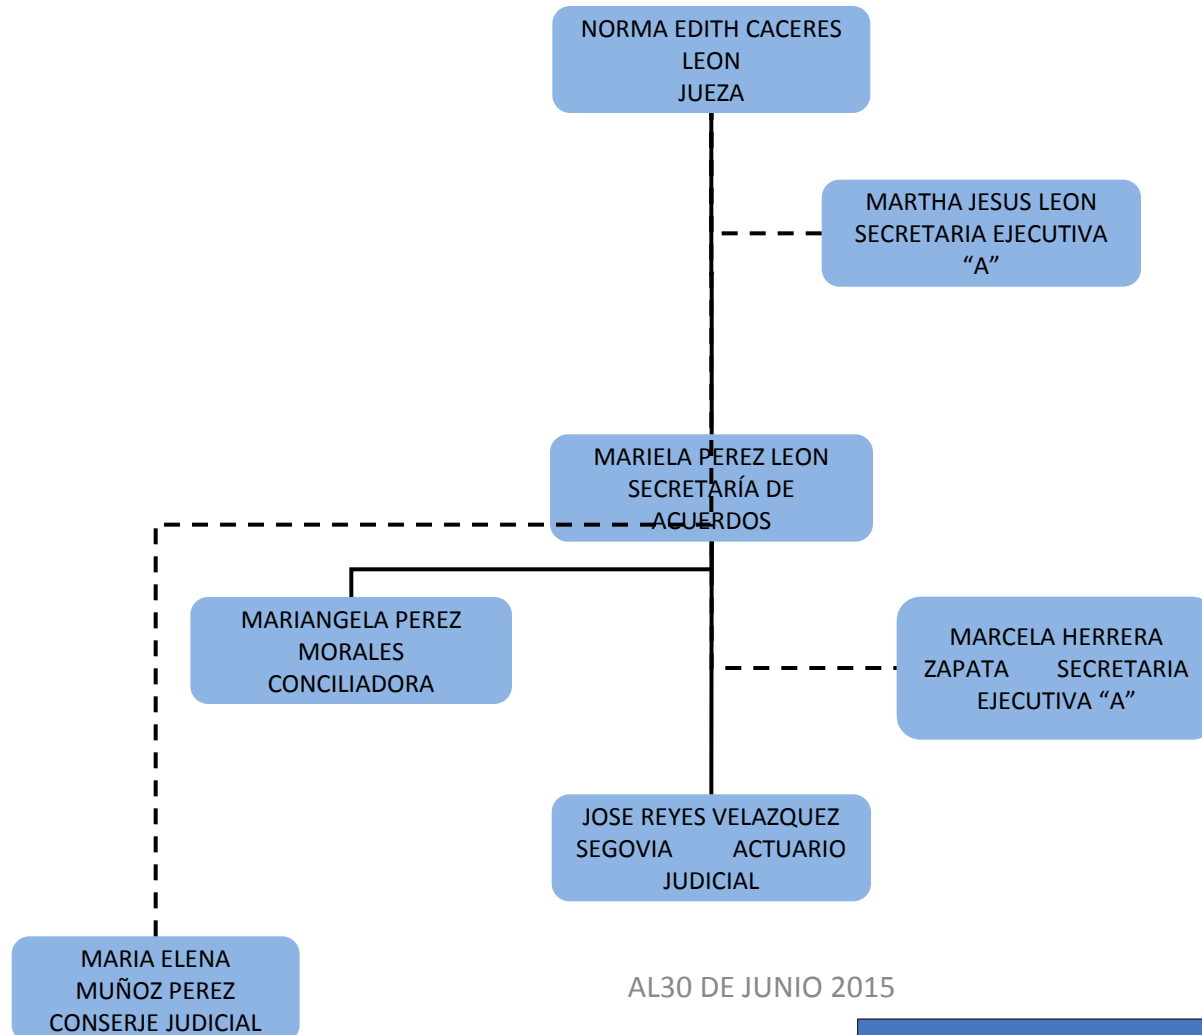 NORMA EDITH CACERES
LEON
JUEZA
MARTHA JESUS LEON
SECRETARIA EJECUTIVA
“A”
MARIELA PEREZ LEON
SECRETARÍA DE
ACUERDOS
MARIANGELA PEREZ
MORALES
CONCILIADORA
MARCELA HERRERA
ZAPATA SECRETARIA
EJECUTIVA “A”
JOSE REYES VELAZQUEZ
SEGOVIA ACTUARIO
JUDICIAL
MARIA ELENA
MUÑOZ PEREZ
CONSERJE JUDICIAL
AL30 DE JUNIO 2015